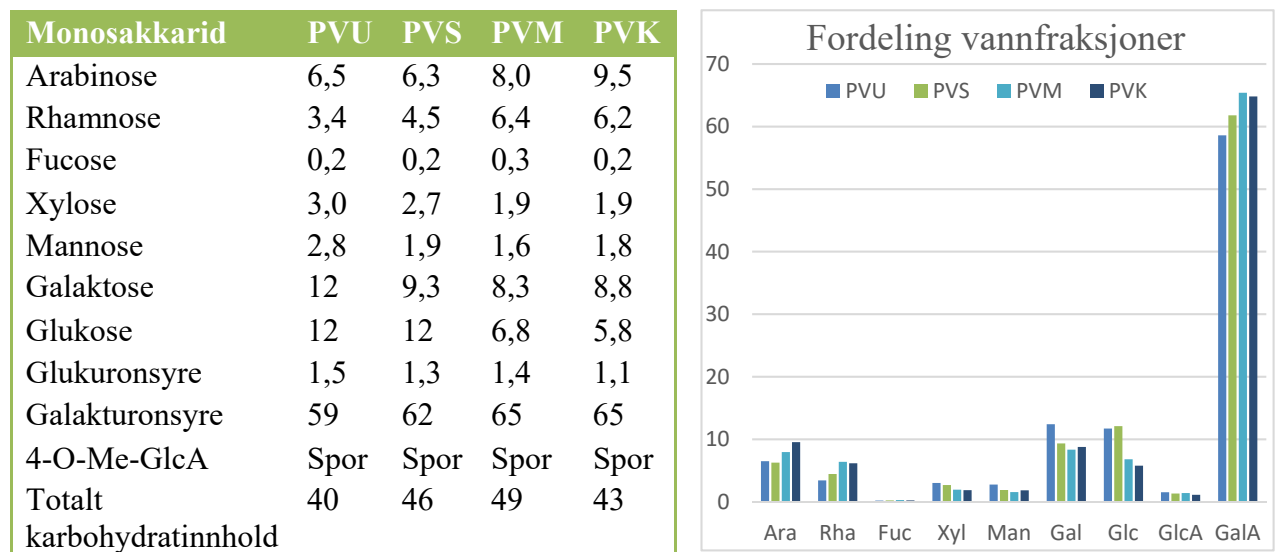 Monosakkarid PVU PVS PVM PVK
Arabinose 6,5 6,3 8,0 9,5
Rhamnose 3,4 4,5 6,4 6,2
Fucose 0,2 0,2 0,3 0,2
Xylose 3,0 2,7 1,9 1,9
Mannose 2,8 1,9 1,6 1,8
Galaktose 12 9,3 8,3 8,8
Glukose 12 12 6,8 5,8
Glukuronsyre 1,5 1,3 1,4 1,1
Galakturonsyre 59 62 65 65
4-O-Me-GlcA Spor Spor Spor Spor
Totalt 40 46 49 43
karbohydratinnhold
Fordeling vannfraksjoner
PVU PVS PVM PVK
70
60
50
40
30
20
10
0
Ara Rha Fuc Xyl Man Gal Glc GlcA GalA